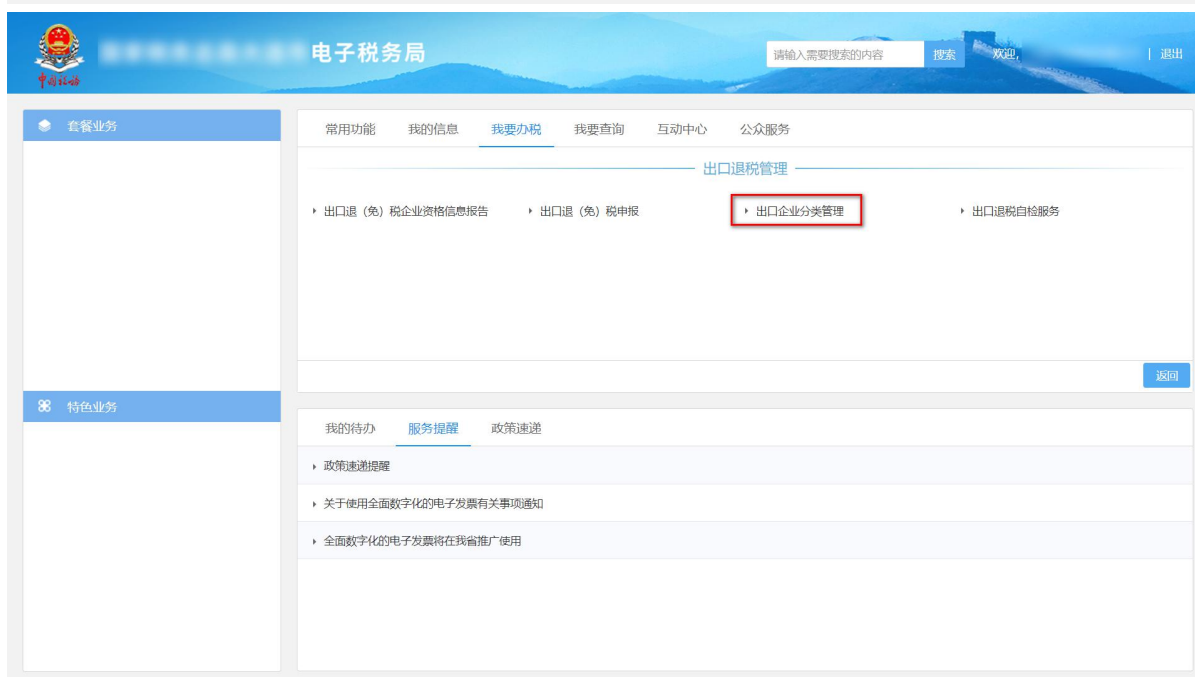 电子税务局
请输入需要搜索的内容 搜索 欢迎, | 退出
中国税务
套餐业务
常用功能 我的信息 我要办税 我要查询 互动中心 公众服务
出口退税管理
出口退（免）税企业资格信息报告 出口退（免）税申报 出口企业分类管理 出口退税自检服务
返回
特色业务
我的待办 服务提醒 政策速递
政策速递提醒
关于使用全面数字化的电子发票有关事项通知
全面数字化的电子发票将在我省推广使用